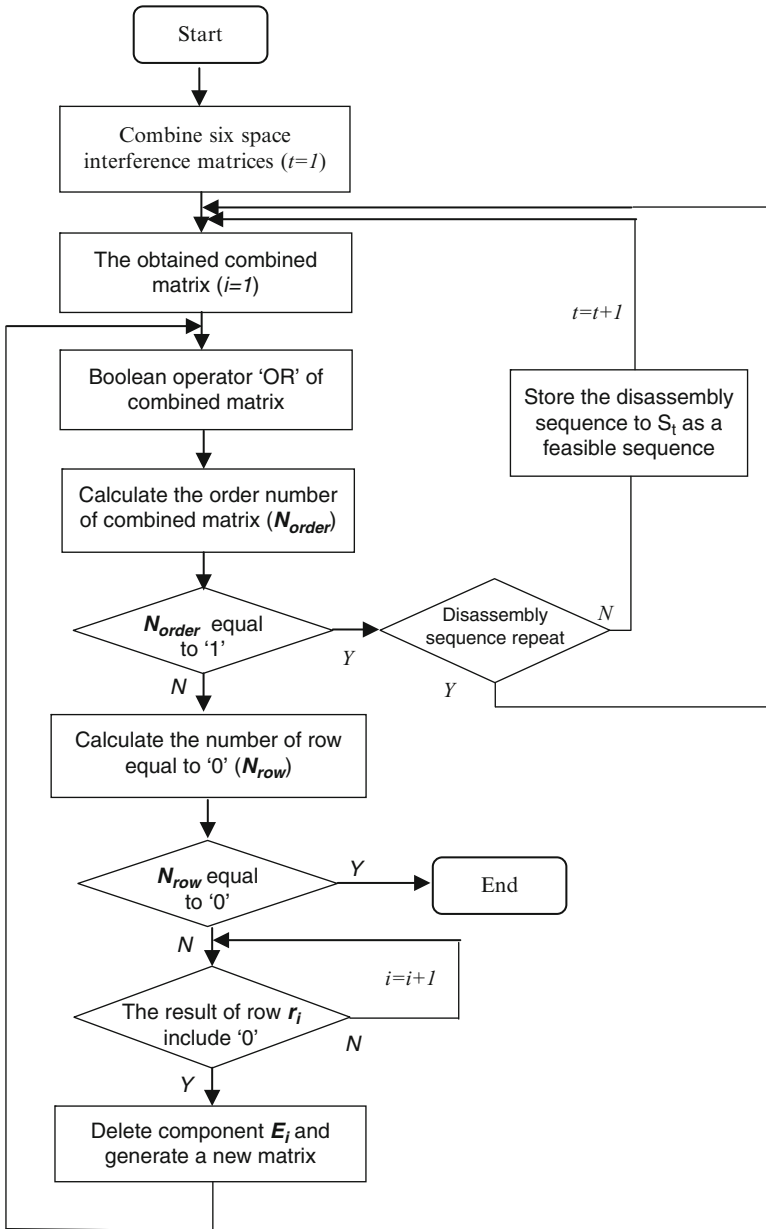 Start
Combine six space
interference matrices (t=1)
The obtained combined
matrix (i=1)
t=t+1
Boolean operator ‘OR’ of
combined matrix
Store the disassembly
sequence to St as a
feasible sequence
Calculate the order number
of combined matrix (Norder)
Norder equal
to ‘1’
Y
N
Disassembly
sequence repeat
N
Y
Calculate the number of row
equal to ‘0’ (Nrow)
Nrow equal
to ‘0’
Y
End
N
i=i+1
The result of row ri
include ‘0’
N
Y
Delete component Ei and
generate a new matrix